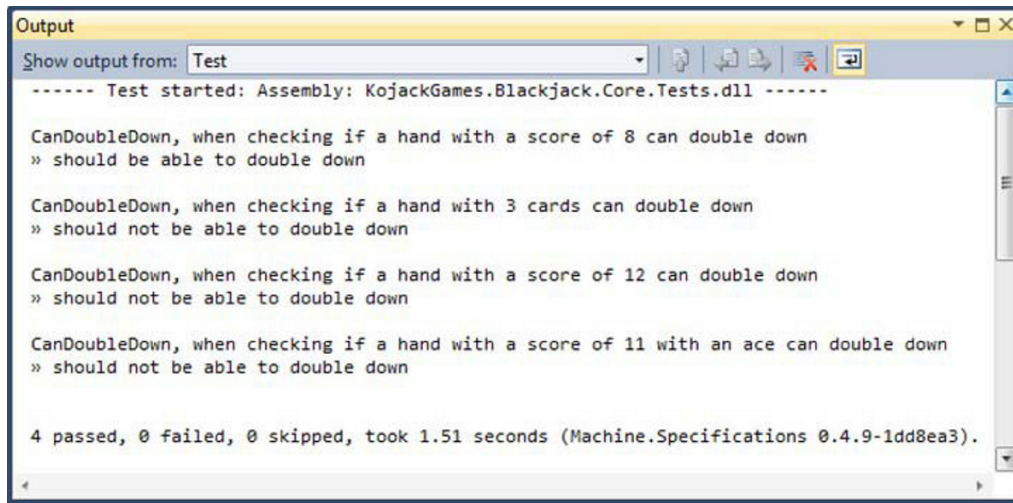 Output
Show output from: Test
------ Test started: Assembly: KojackGames.Blackjack.Core.Tests.dll ------
CanDoubleDown, when checking if a hand with a score of 8 can double down
» should be able to double down
CanDoubleDown, when checking if a hand with 3 cards can double down
» should not be able to double down
CanDoubleDown, when checking if a hand with a score of 12 can double down
» should not be able to double down
CanDoubleDown, when checking if a hand with a score of 11 with an ace can double down
» should not be able to double down
4 passed, 0 failed, 0 skipped, took 1.51 seconds (Machine.Specifications 0.4.9-1dd8ea3).